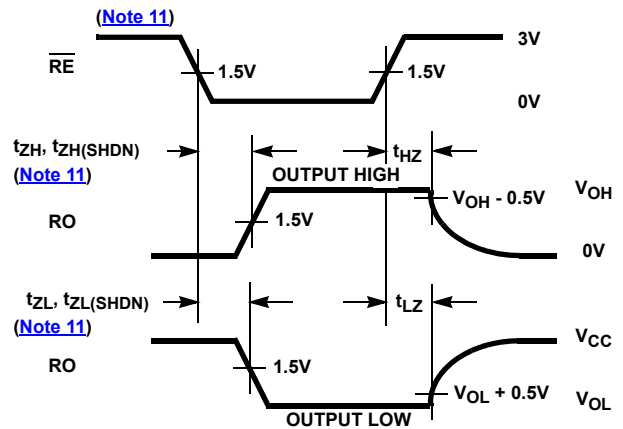 (Note 11)
RE
3V
1.5V
1.5V
0V
tZH, tZH(SHDN)
(Note 11)
tHZ
OUTPUT HIGH
VOH - 0.5V
VOH
RO
1.5V
0V
tZL, tZL(SHDN)
(Note 11)
tLZ
VCC
RO
1.5V
VOL + 0.5V
VOL
OUTPUT LOW